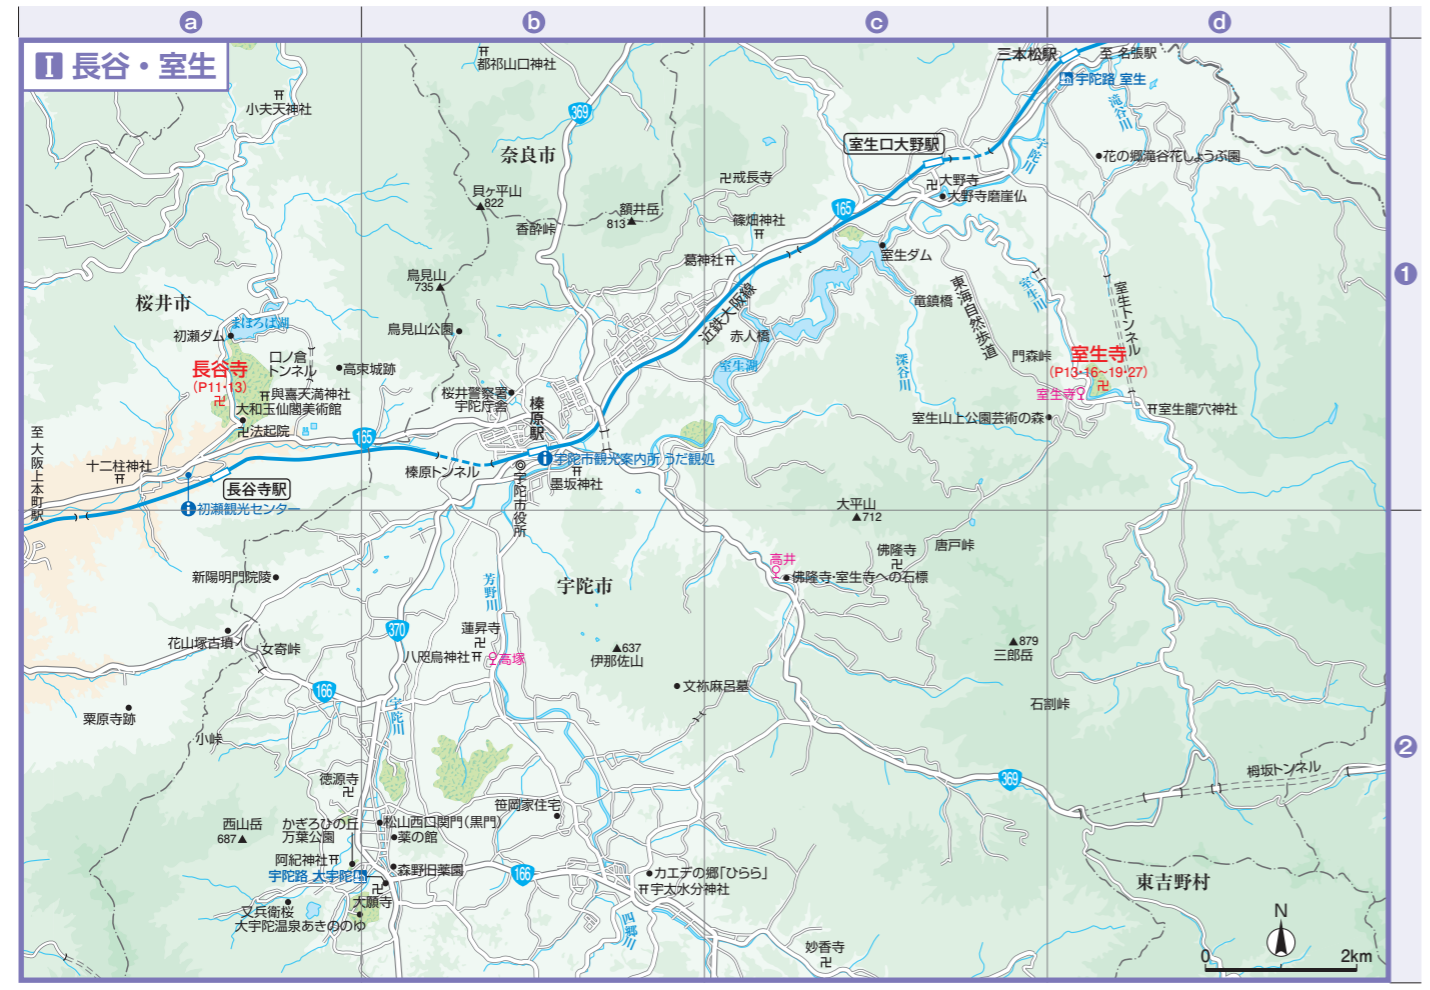 a
b
c
d
I 長谷・室生
都祁山口神社
小夫天神社
369
奈良市
貝ヶ平山
822
香酔峠
額井岳
813
鳥見山
735
鳥見山公園
桜井市
まほろば湖
初瀬ダム
長谷寺
(P11・13)
口ノ倉
トンネル
高束城跡
與喜天満神社
大和玉仙閣美術館
法起院
至 大阪上本町駅
十二柱神社
165
長谷寺駅
初瀬観光センター
榛原トンネル
桜井警察署
宇陀庁舎
榛原駅
宇陀市観光案内所 うだ観処
墨坂神社
宇陀市役所
三本松駅
至 名張駅
宇陀路 室生
滝谷川
宇陀川
花の郷滝谷花しょうぶ園
室生口大野駅
大野寺
大野寺磨崖仏
戒長寺
篠畑神社
165
葛神社
近鉄大阪線
赤人橋
室生湖
室生ダム
竜鎮橋
深谷川
東海自然歩道
室生川
室生トンネル
門森峠
室生寺
(P13・16〜19・27)
室生寺
室生龍穴神社
室生山上公園芸術の森
1
大平山
712
佛隆寺
唐戸峠
高井
佛隆寺・室生寺への石標
879
三郎岳
石割峠
369
栂坂トンネル
2
新陽明門院陵
花山塚古墳
女寄峠
粟原寺跡
小峠
166
370
芳野川
蓮昇寺
八咫烏神社
高塚
宇陀市
637
伊那佐山
文祢麻呂墓
宇陀川
徳源寺
西山岳
687
かぎろひの丘
万葉公園
阿紀神社
宇陀路 大宇陀
又兵衛桜
大宇陀温泉あきののゆ
大願寺
松山西口関門(黒門)
薬の館
森野旧薬園
笹岡家住宅
166
カエデの郷「ひらら」
宇太水分神社
四郷川
妙香寺
東吉野村
N
0
2km